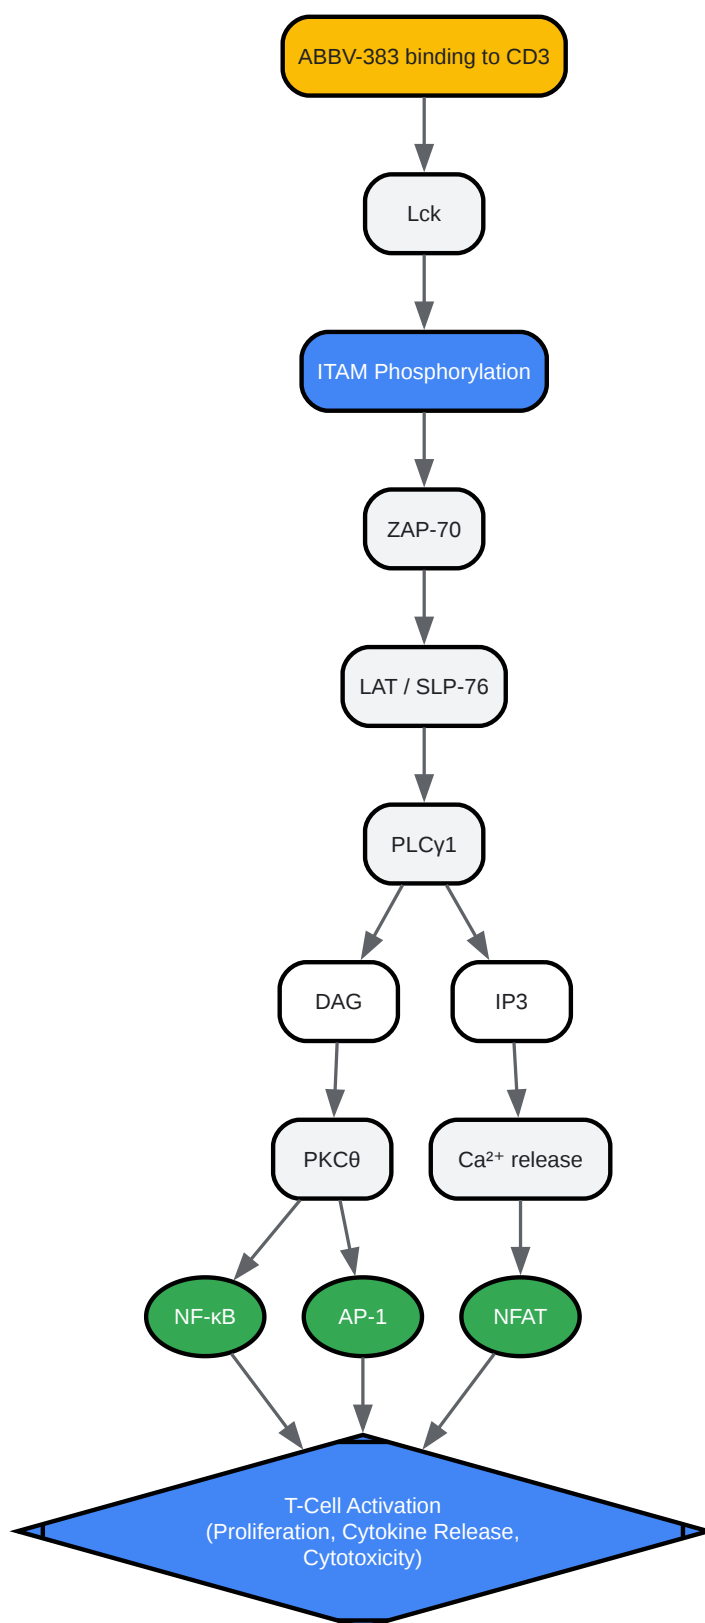 ABBV-383 binding to CD3
Lck
ITAM Phosphorylation
ZAP-70
LAT / SLP-76
PLCγ1
DAG
IP3
PKCθ
Ca²⁺ release
NF-κB
AP-1
NFAT
T-Cell Activation
(Proliferation, Cytokine Release,
Cytotoxicity)